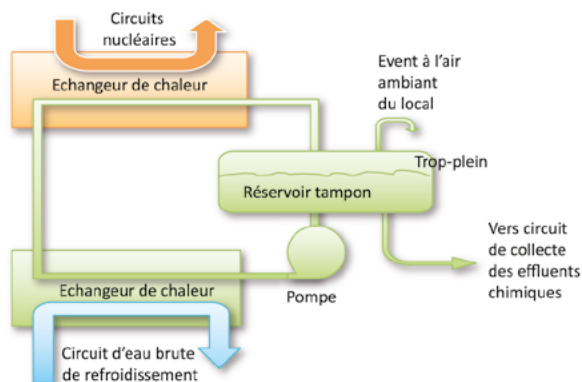 Circuits
nucléaires
Echangeur de chaleur
Event à l'air
ambiant
du local
Trop-plein
Réservoir tampon
Vers circuit
de collecte
des effluents
chimiques
Pompe
Echangeur de chaleur
Circuit d'eau brute
de refroidissement